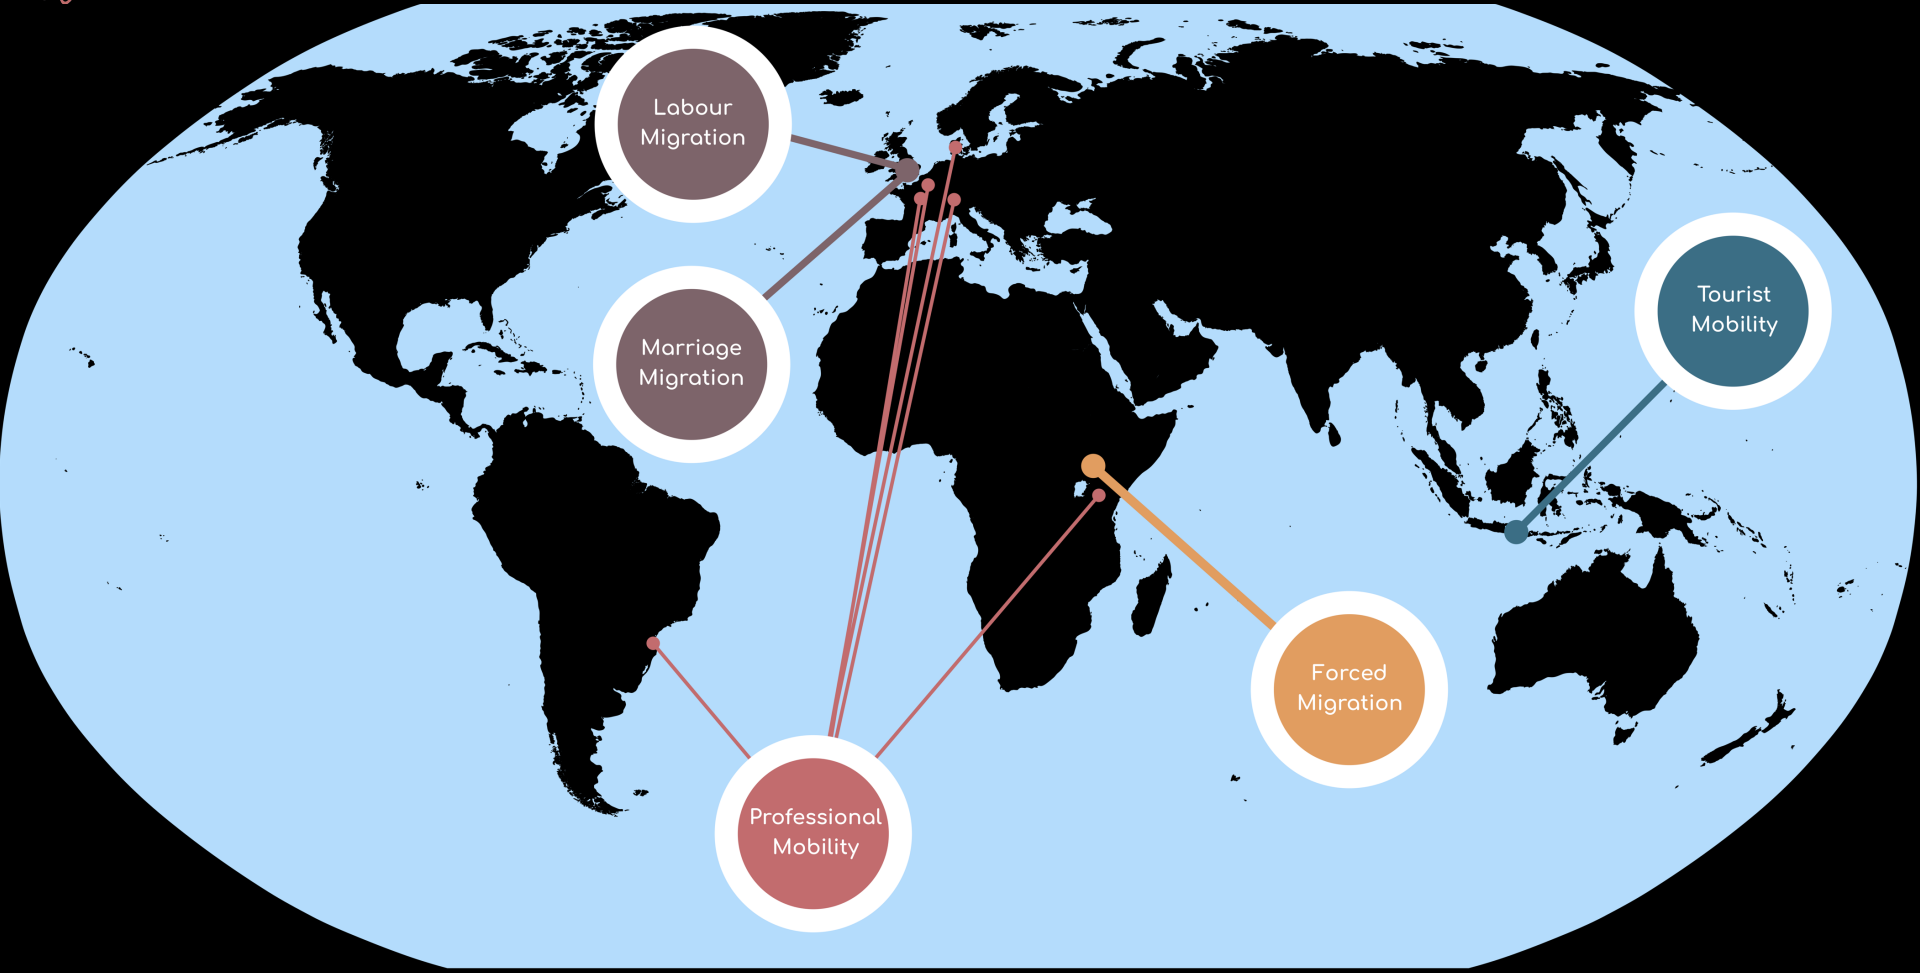 Labour
Migration
Marriage
Migration
Tourist
Mobility
Forced
Migration
Professional
Mobility